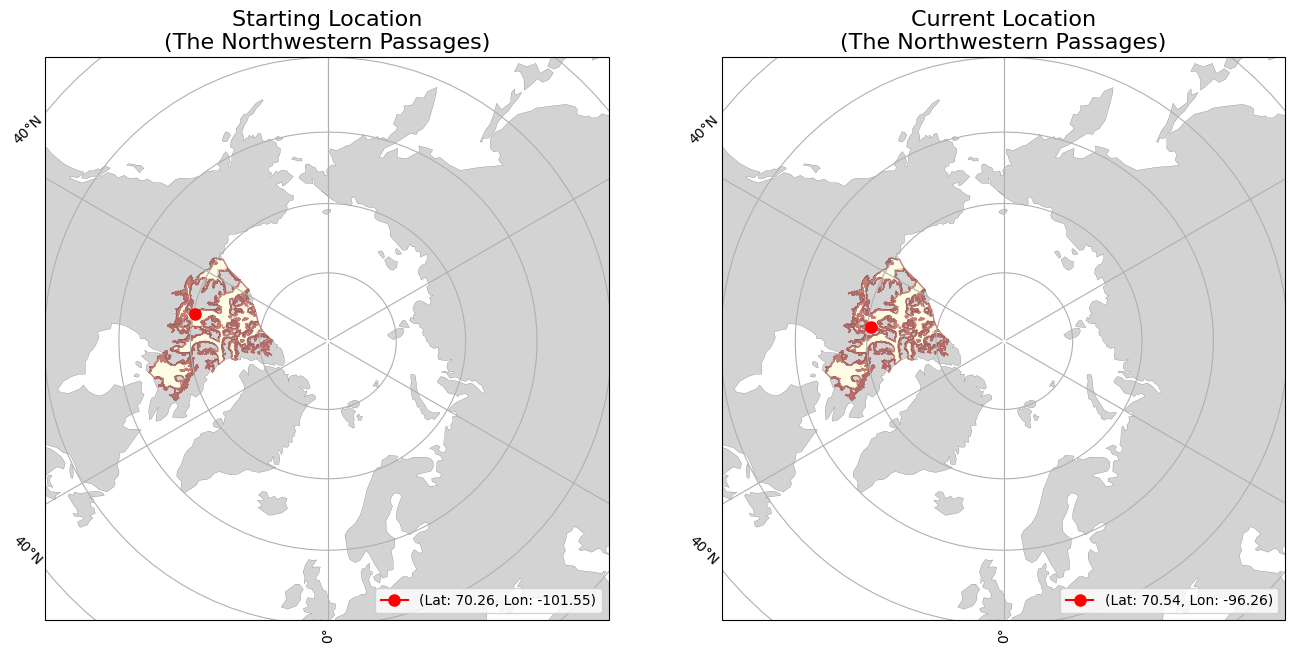 Starting Location
(The Northwestern Passages)
40°N
40°N
0°
(Lat: 70.26, Lon: -101.55)
Current Location
(The Northwestern Passages)
40°N
40°N
0°
(Lat: 70.54, Lon: -96.26)